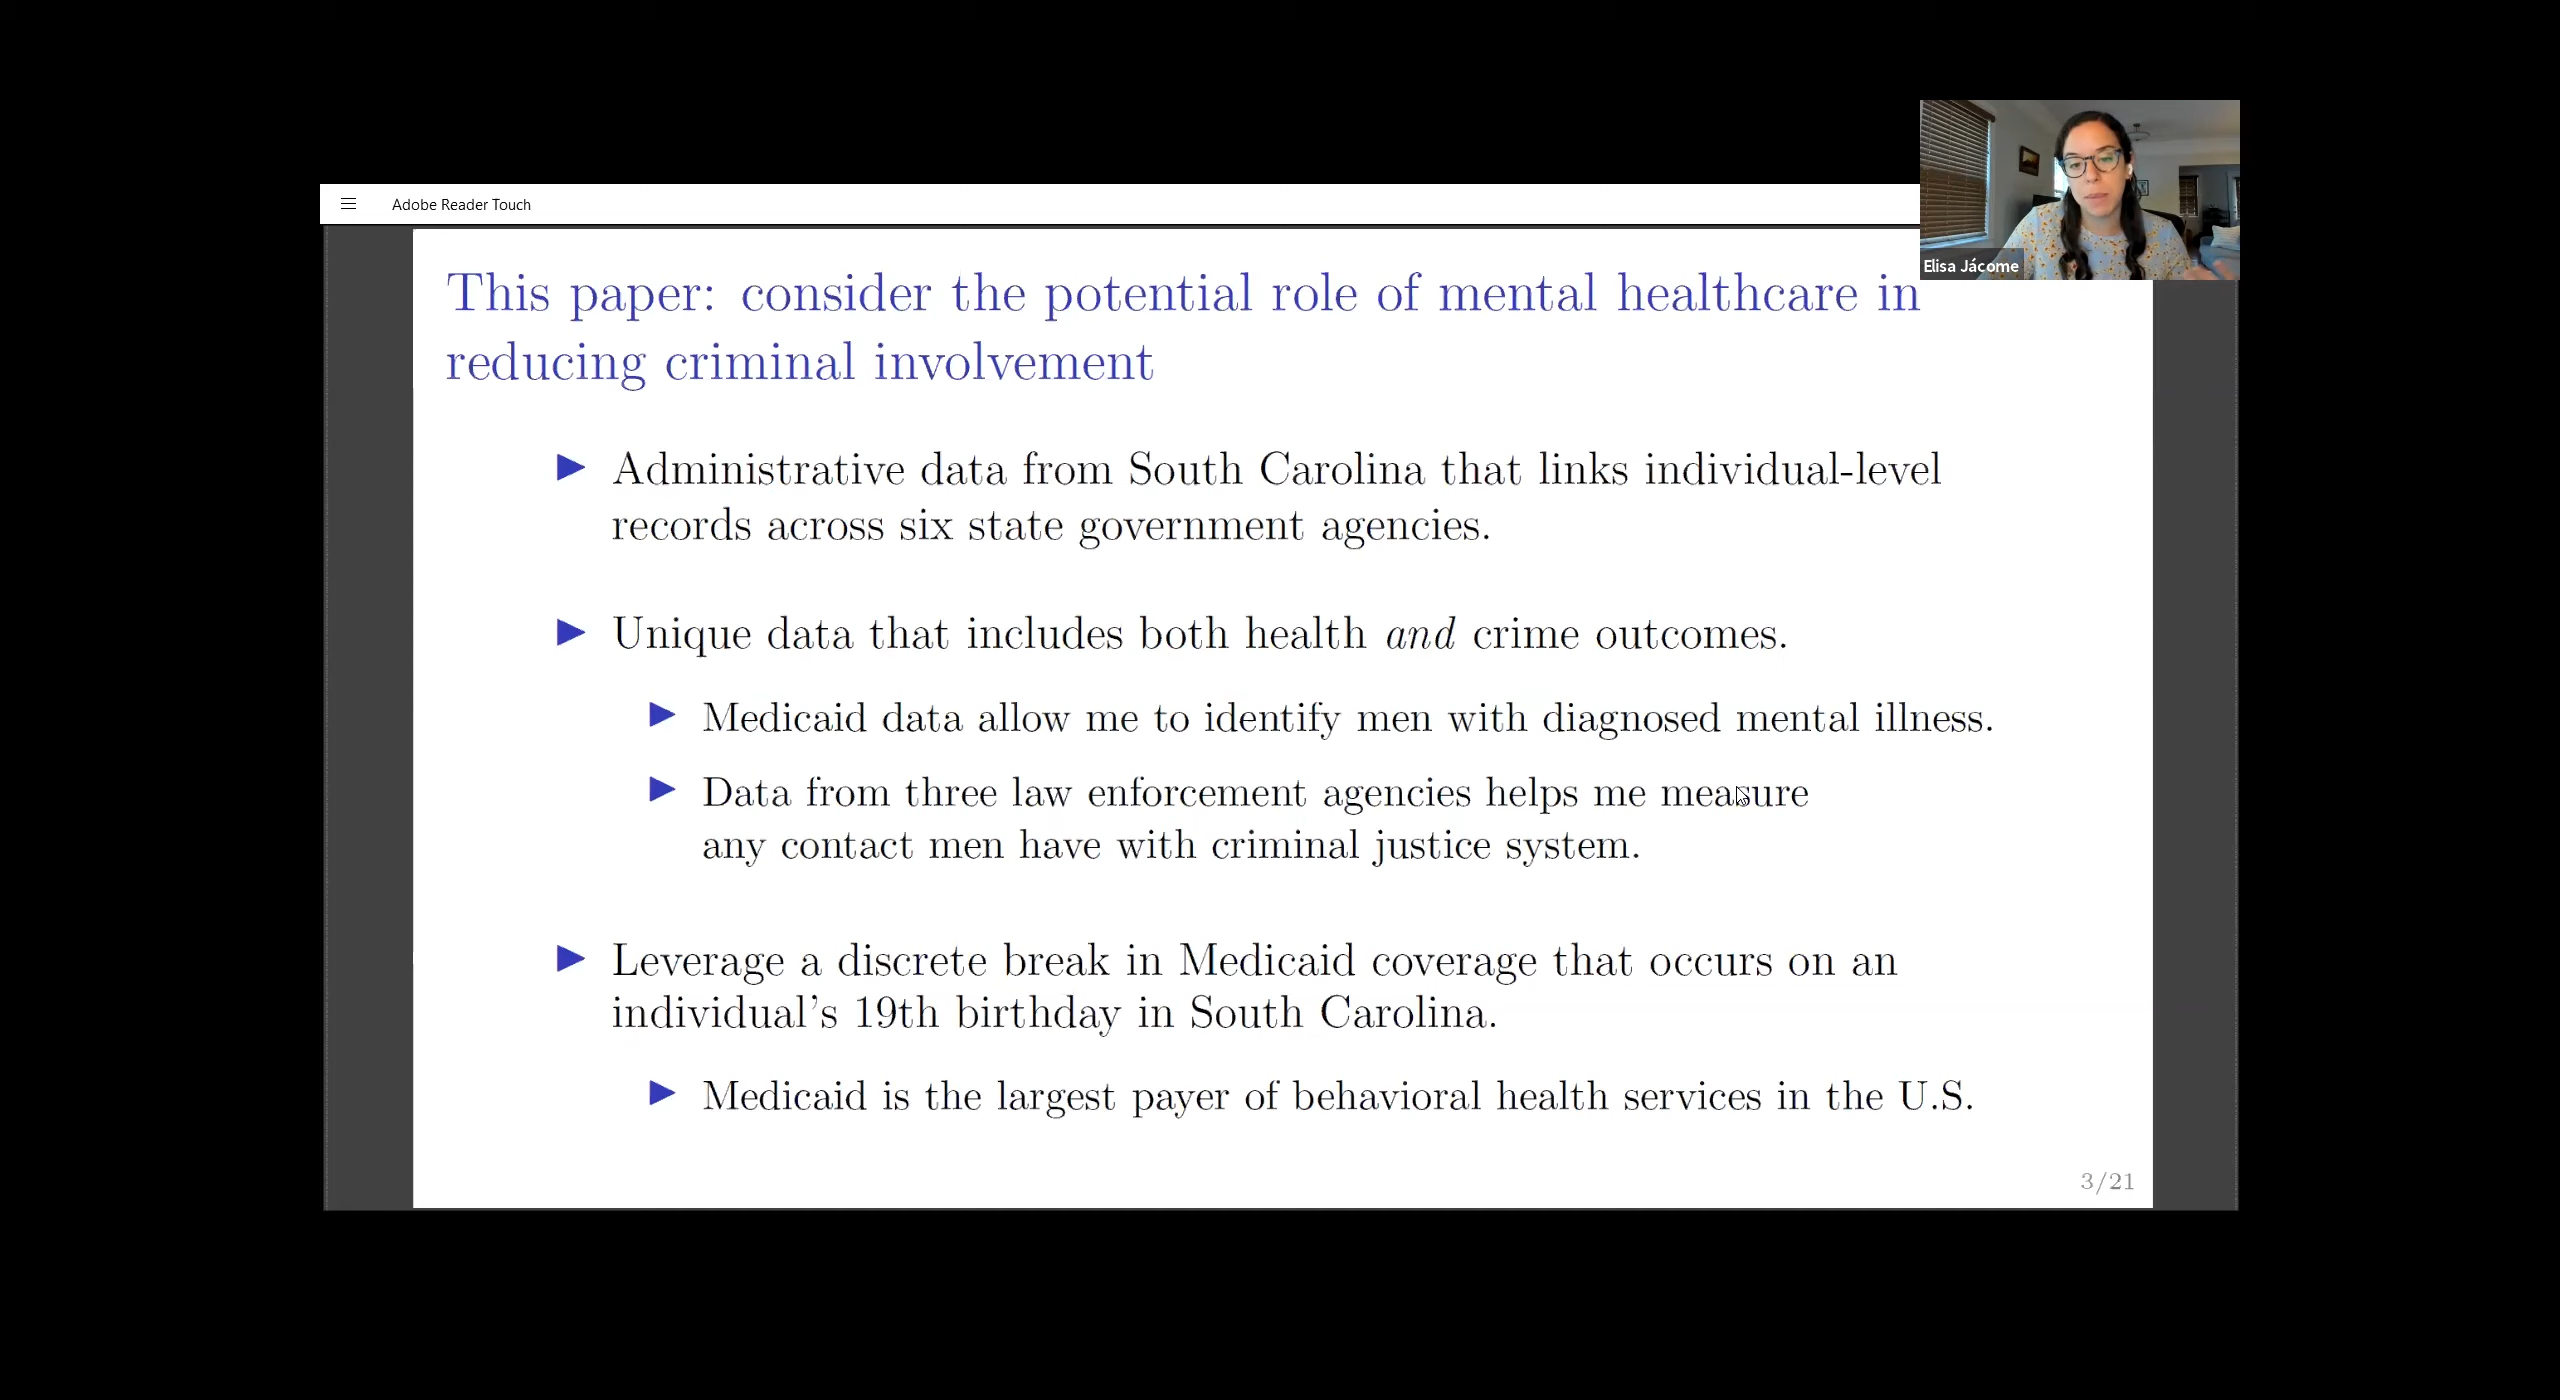 Adobe Reader Touch
Elisa Jácome
This paper: consider the potential role of mental healthcare in
reducing criminal involvement
Administrative data from South Carolina that links individual-level
records across six state government agencies.
Unique data that includes both health and crime outcomes.
Medicaid data allow me to identify men with diagnosed mental illness.
Data from three law enforcement agencies helps me measure
any contact men have with criminal justice system.
Leverage a discrete break in Medicaid coverage that occurs on an
individual's 19th birthday in South Carolina.
Medicaid is the largest payer of behavioral health services in the U.S.
3/21